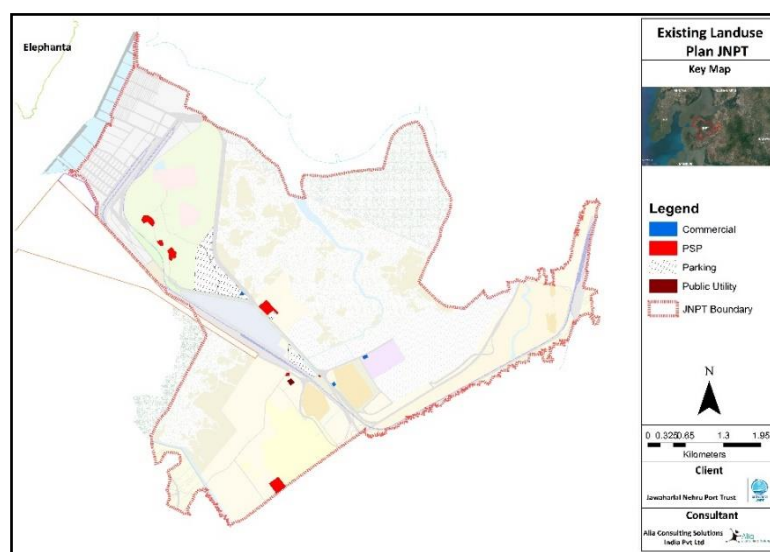 Elephanta
Existing Landuse
Plan JNPT
Key Map
Legend
Commercial
PSP
Parking
Public Utility
JNPT Boundary
N
0 0.325 0.65 1.3 1.95
Kilometers
Client
Jawaharlal Nehru Port Trust
Consultant
Alia Consulting Solutions
India Pvt Ltd
Alia